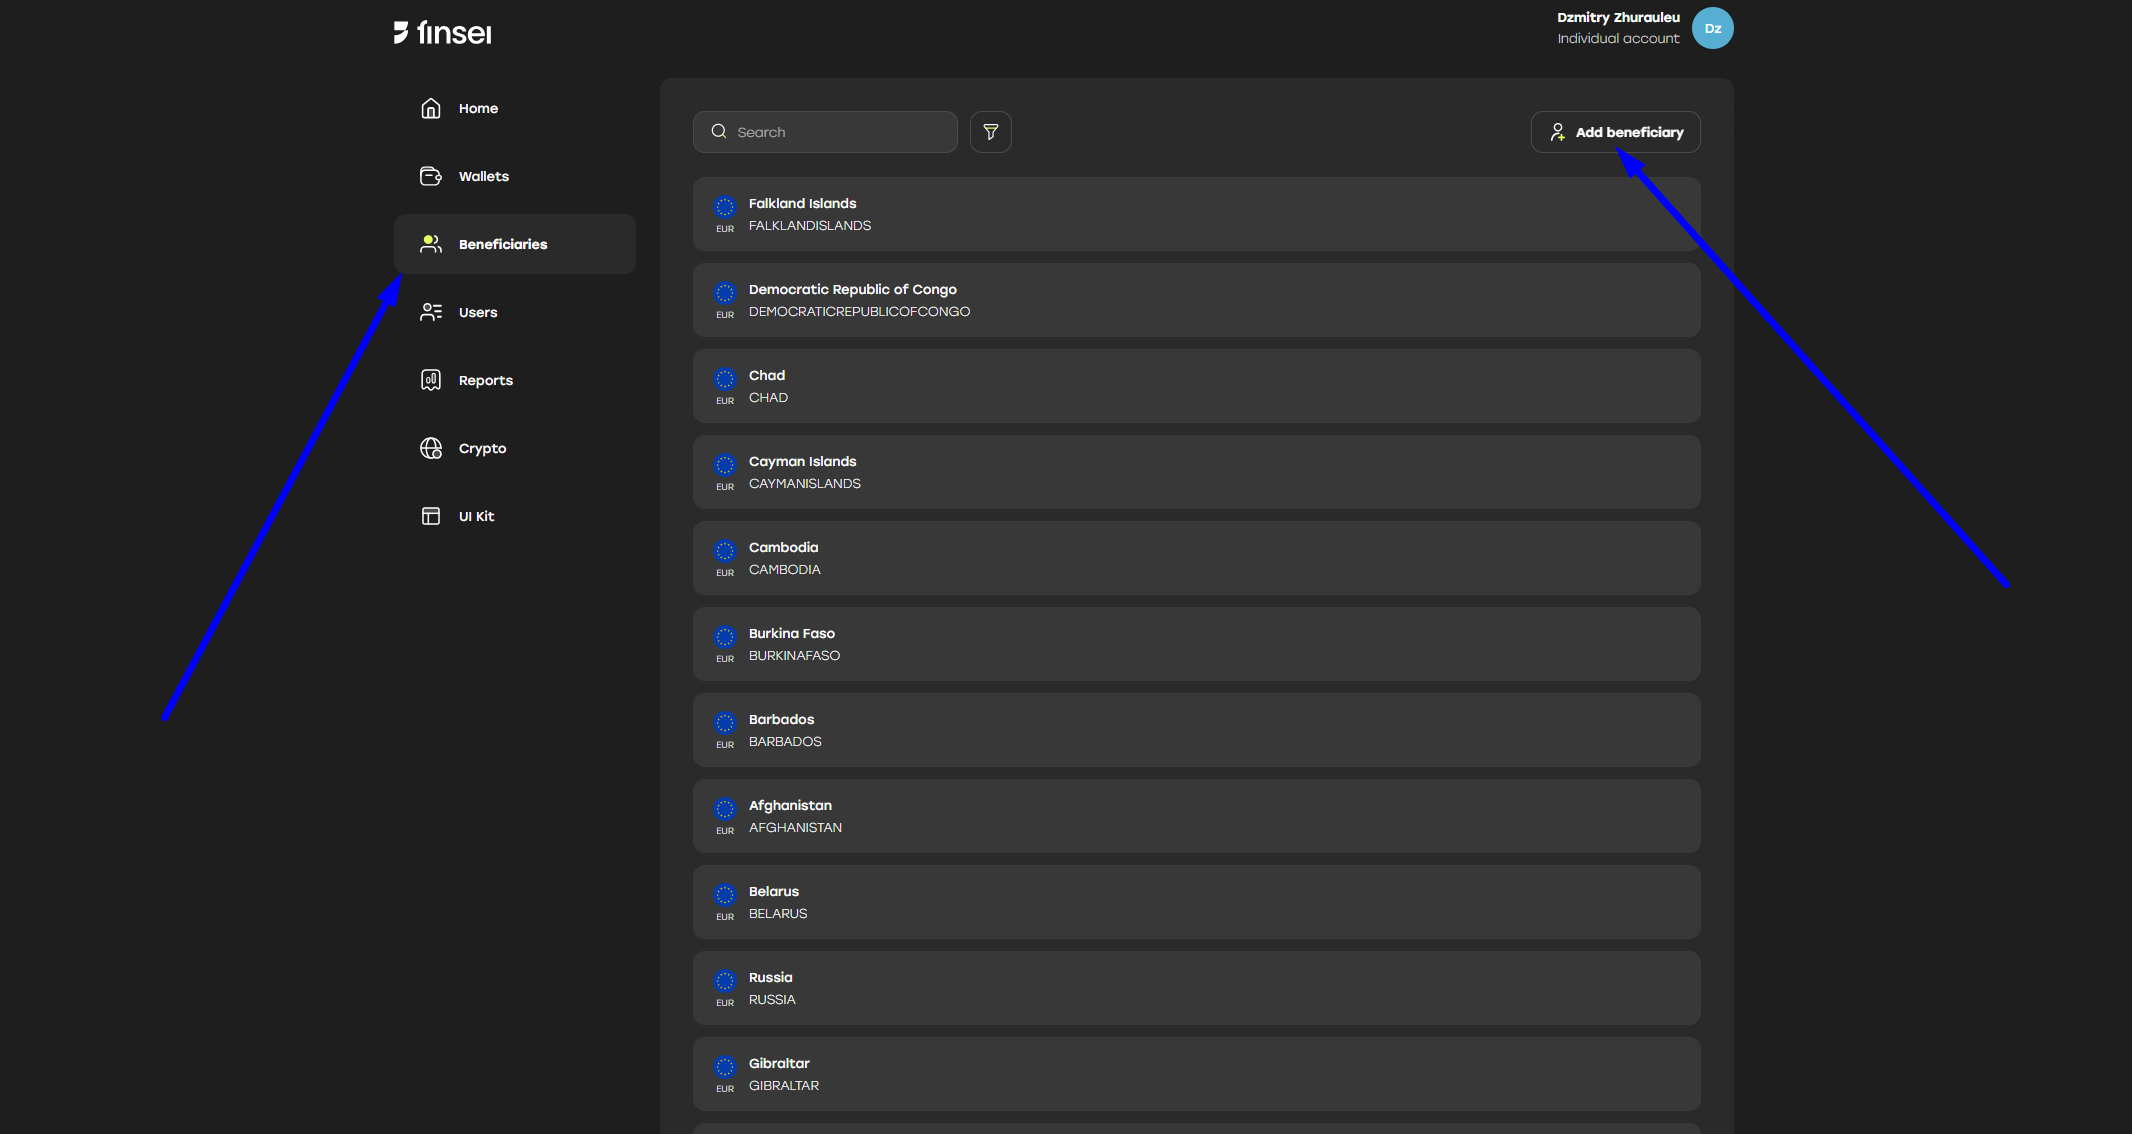 finsei
Dzmitry Zhurauleu
Individual account
Dz
Home
Wallets
Beneficiaries
Users
Reports
Crypto
UI Kit
Search
Add beneficiary
Falkland Islands
EUR FALKLANDISLANDS
Democratic Republic of Congo
EUR DEMOCRATICREPUBLICOFCONGO
Chad
EUR CHAD
Cayman Islands
EUR CAYMANISLANDS
Cambodia
EUR CAMBODIA
Burkina Faso
EUR BURKINAFASO
Barbados
EUR BARBADOS
Afghanistan
EUR AFGHANISTAN
Belarus
EUR BELARUS
Russia
EUR RUSSIA
Gibraltar
EUR GIBRALTAR